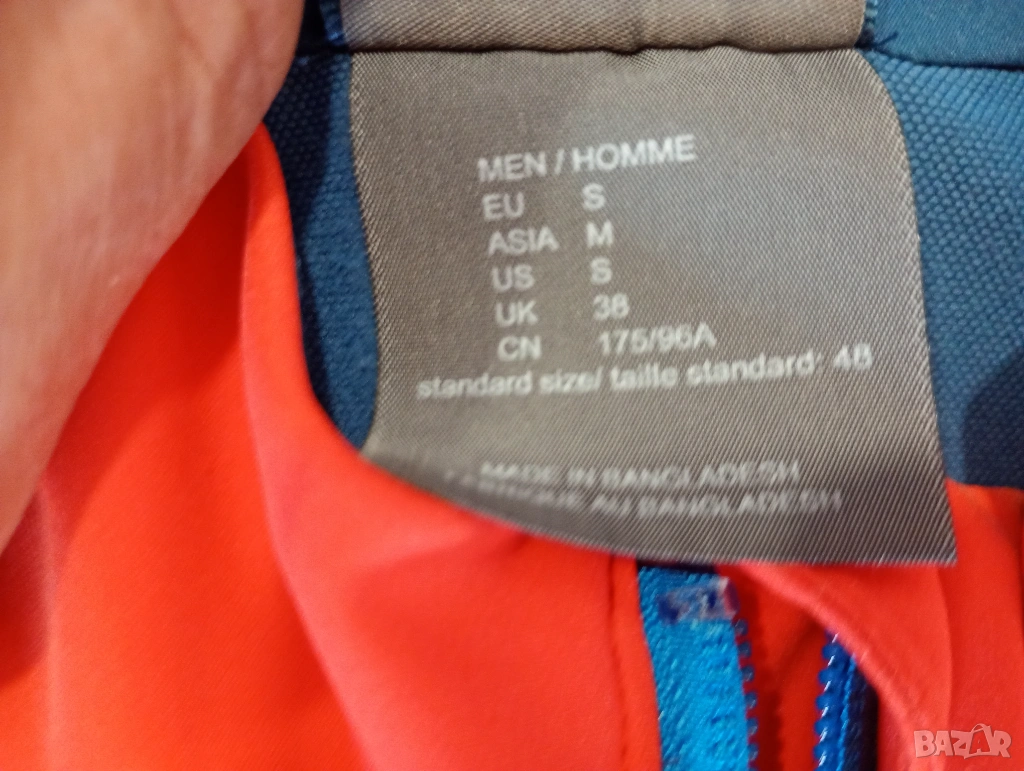 MEN / HOMME
EU S
ASIA M
US S
UK 38
CN 175/96A
standard size/ taille standard: 48
MADE IN BANGLADESH
FABRIQUE AU BANGLADESH
BAZAR